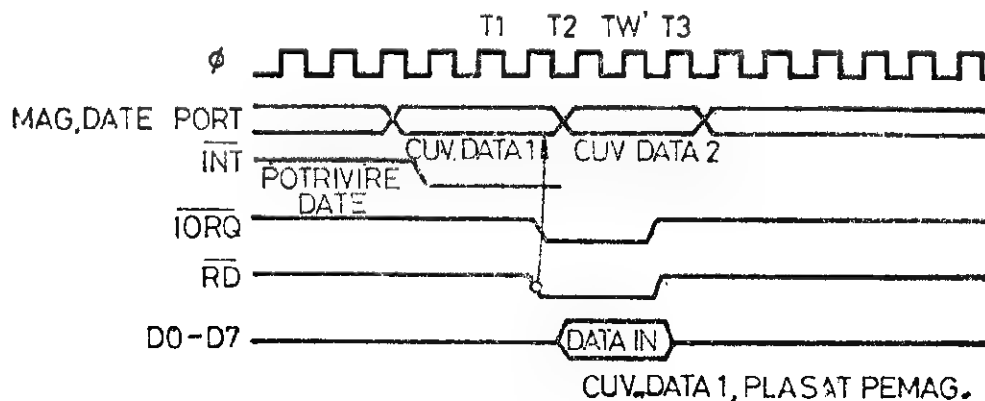 T1 T2 TW' T3
ϕ
MAG,DATE PORT
CUV.DATA 1 CUV DATA 2
INT
POTRIVIRE
DATE
IORQ
RD
D0-D7 DATA IN
CUV.DATA 1, PLASAT PEMAG.